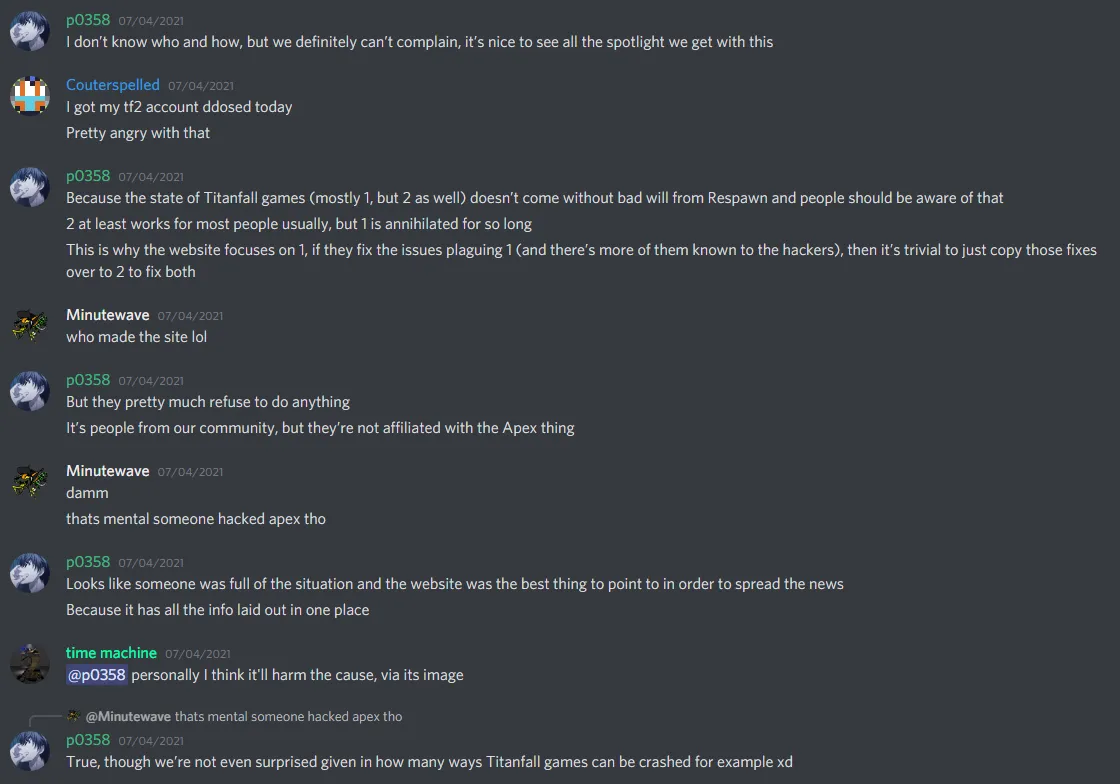 p0358 07/04/2021
I don't know who and how, but we definitely can't complain, it's nice to see all the spotlight we get with this
Couterspelled 07/04/2021
I got my tf2 account ddosed today
Pretty angry with that
p0358 07/04/2021
Because the state of Titanfall games (mostly 1, but 2 as well) doesn't come without bad will from Respawn and people should be aware of that
2 at least works for most people usually, but 1 is annihilated for so long
This is why the website focuses on 1, if they fix the issues plaguing 1 (and there's more of them known to the hackers), then it's trivial to just copy those fixes
over to 2 to fix both
Minutewave 07/04/2021
who made the site lol
p0358 07/04/2021
But they pretty much refuse to do anything
It's people from our community, but they're not affiliated with the Apex thing
Minutewave 07/04/2021
damm
thats mental someone hacked apex tho
p0358 07/04/2021
Looks like someone was full of the situation and the website was the best thing to point to in order to spread the news
Because it has all the info laid out in one place
time machine 07/04/2021
@p0358 personally I think it'll harm the cause, via its image
@Minutewave thats mental someone hacked apex tho
p0358 07/04/2021
True, though we're not even surprised given in how many ways Titanfall games can be crashed for example xd